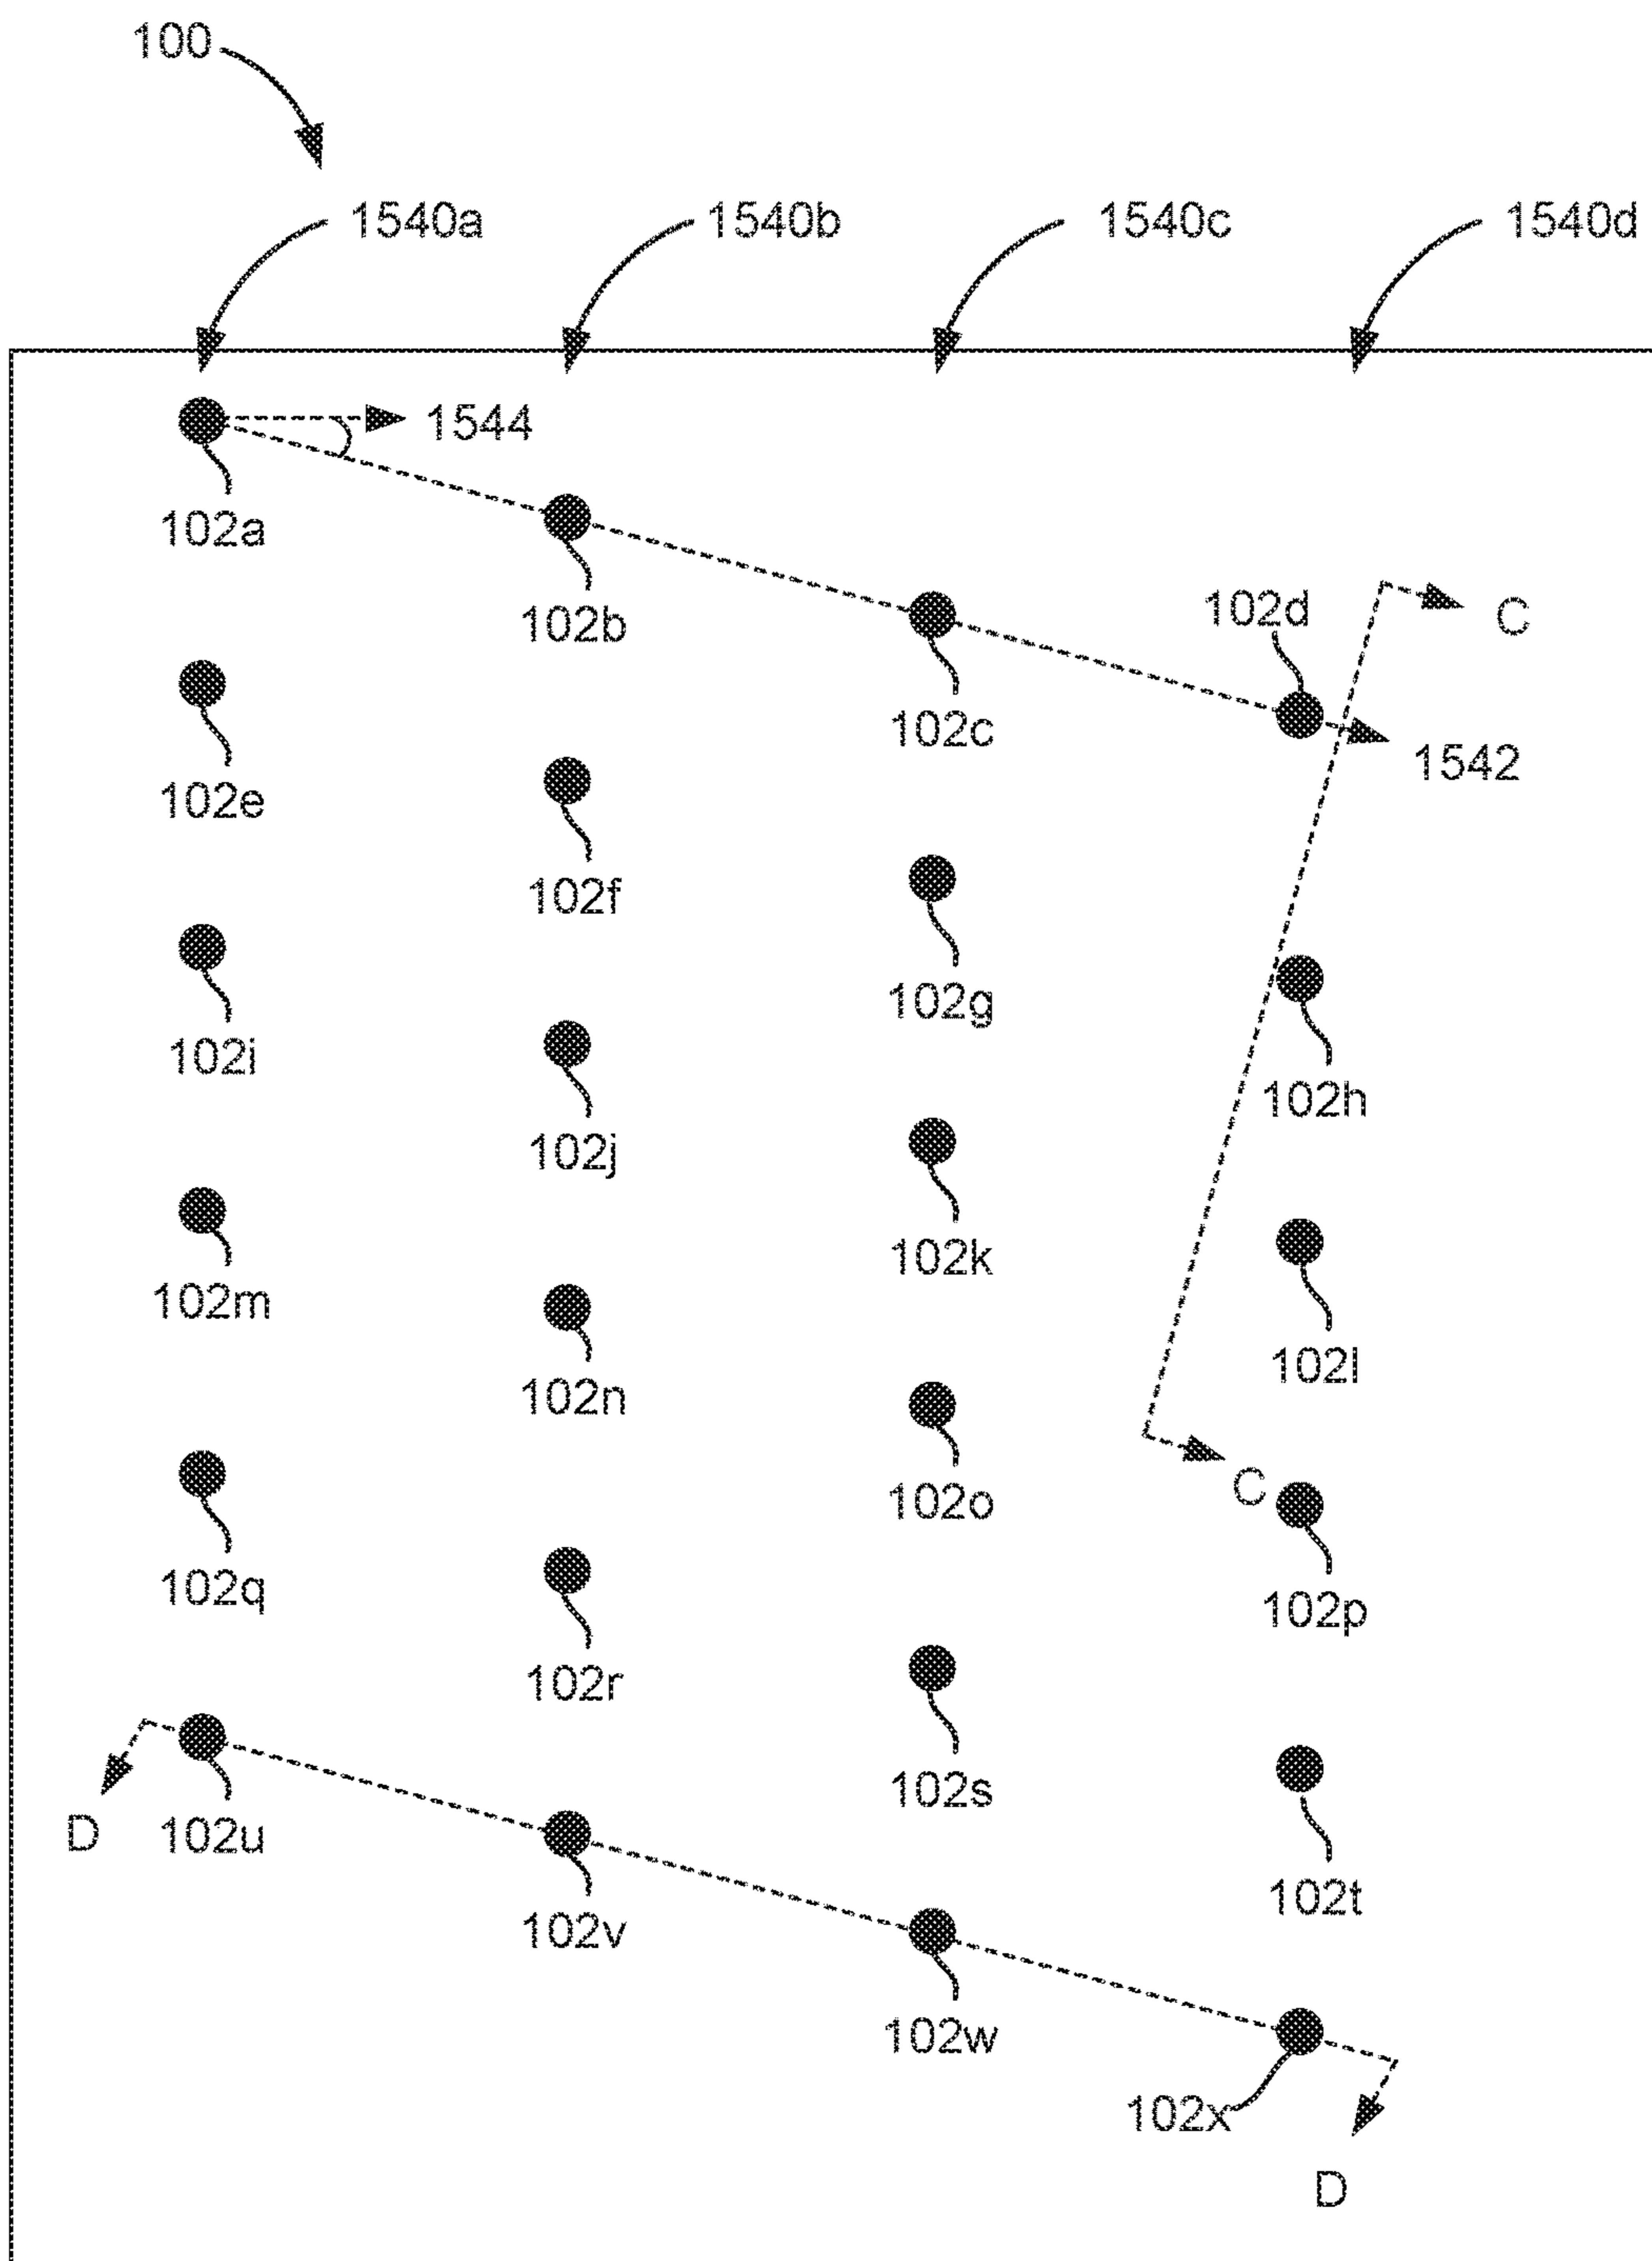 100
1540a 1540b 1540c 1540d
1544
102a
102b
102d C
102c
1542
102e
102f
102g
102i
102h
102j
102k
102m
102l
102n
C
102o
102q
102p
102r
102s
D 102u
102t
102v
102w
102x
D